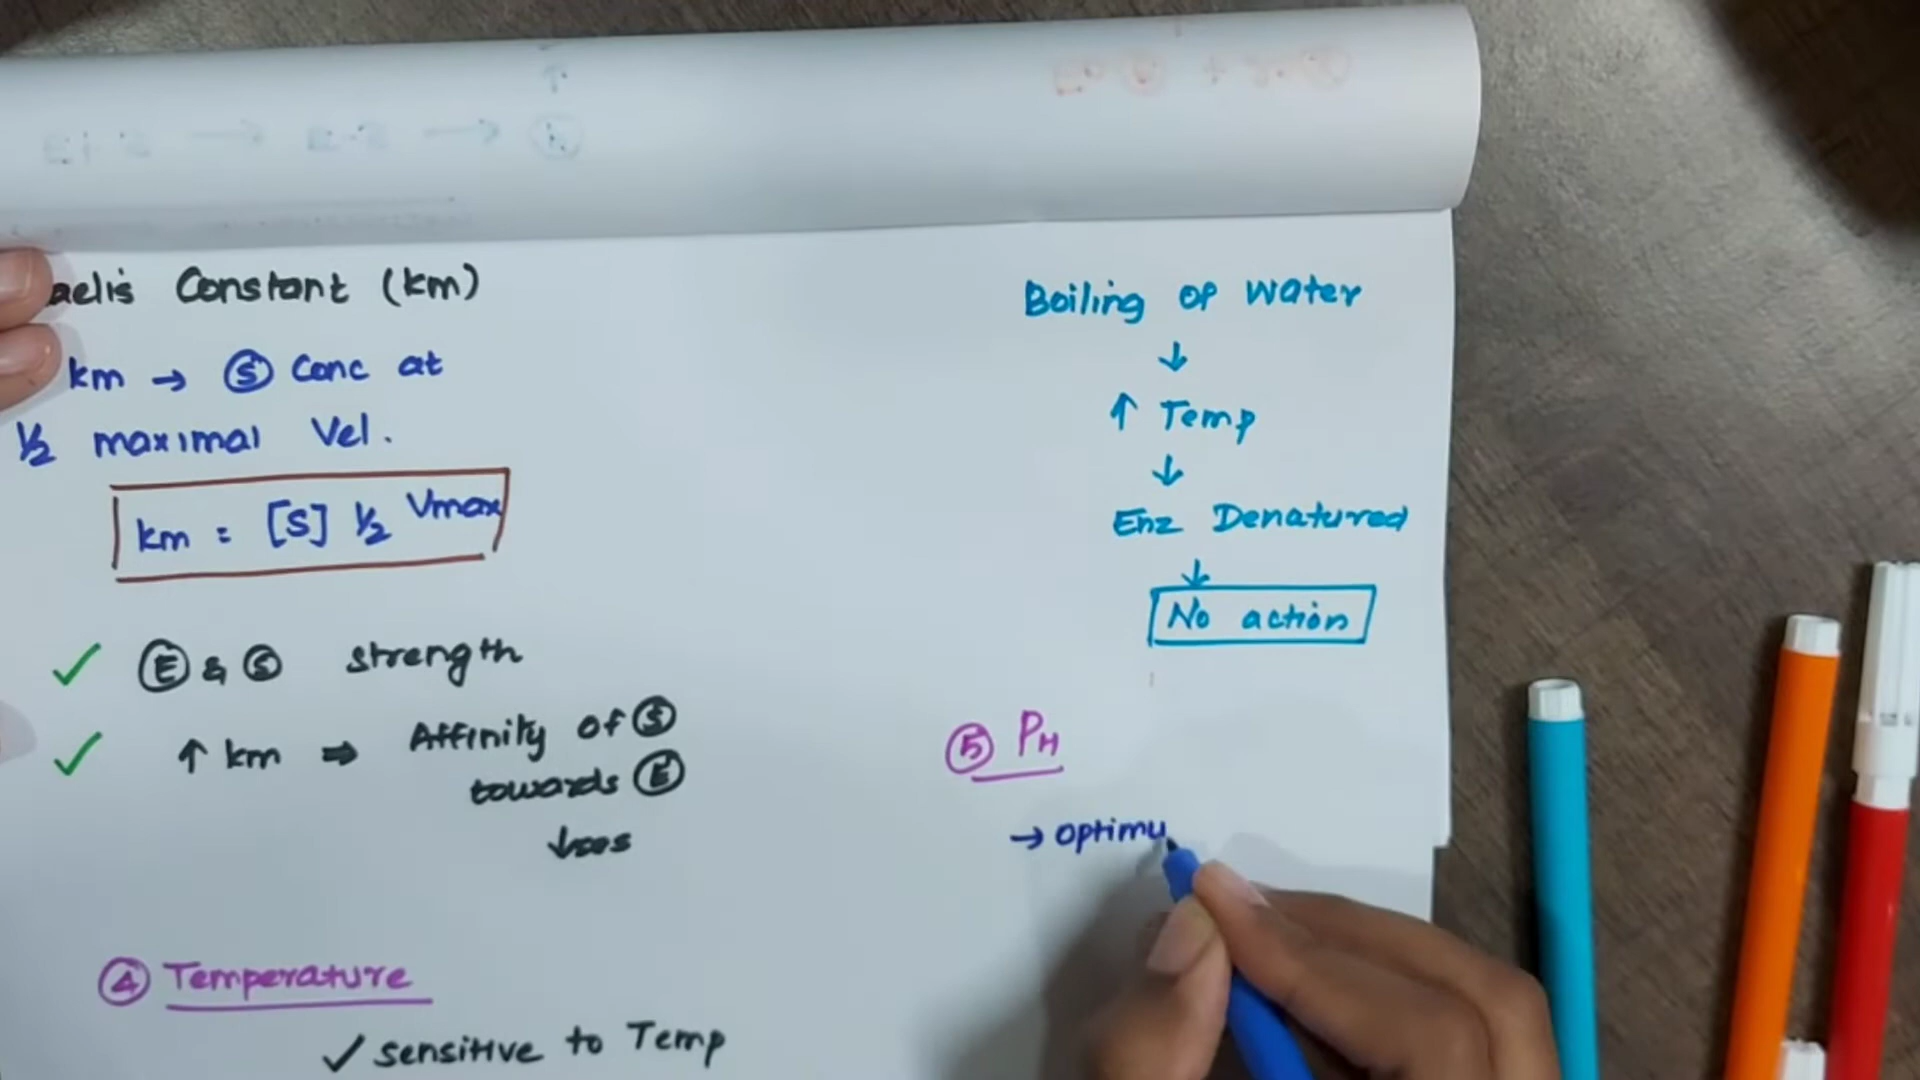 aelis Constant (km)
km → Ⓢ Conc at
½ maximal Vel.
km = [S] ½ Vmax
✓ Ⓔ & Ⓢ strength
✓ ↑ km ⇒ Affinity of Ⓢ
towards Ⓔ
↓ses
④ Temperature
✓ sensitive to Temp
Boiling of Water
↓
↑ Temp
↓
Enz Denatured
↓
No action
⑤ PH
→ optimu